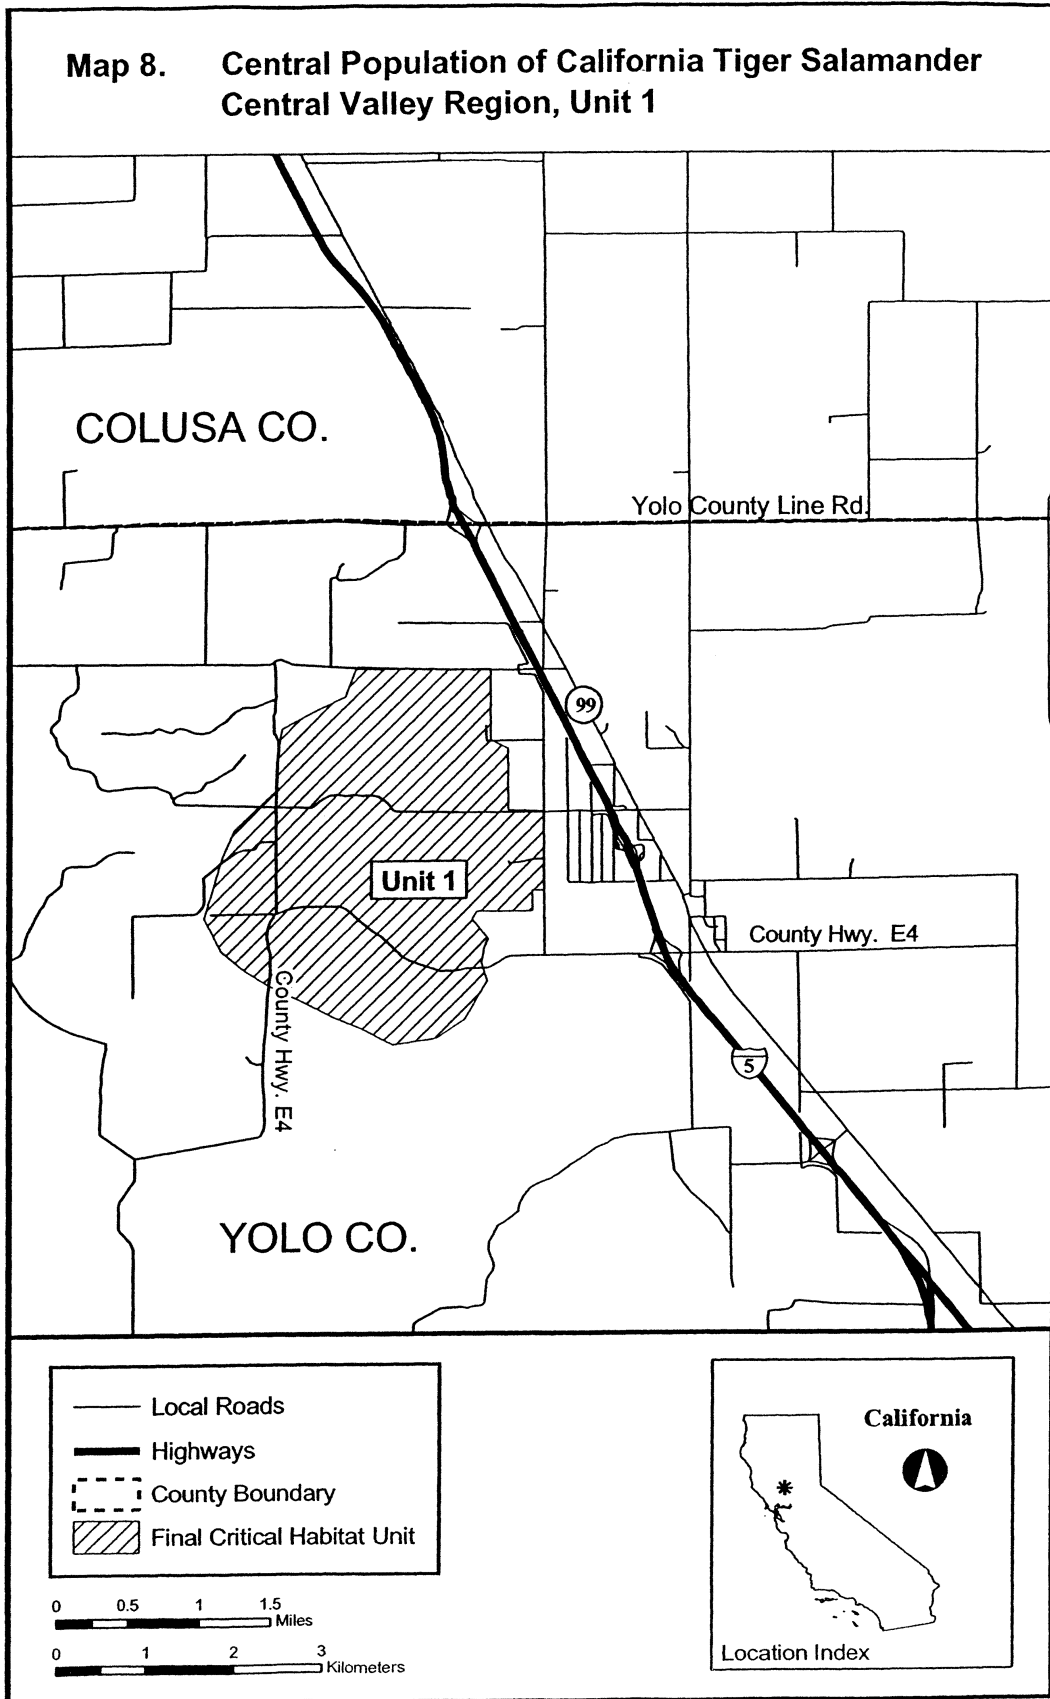 Map 8. Central Population of California Tiger Salamander
Central Valley Region, Unit 1
COLUSA CO.
Yolo County Line Rd.
99
Unit 1
County Hwy. E4
County Hwy. E4
5
YOLO CO.
Local Roads
Highways
County Boundary
Final Critical Habitat Unit
0 0.5 1 1.5
Miles
0 1 2 3
Kilometers
California
Location Index